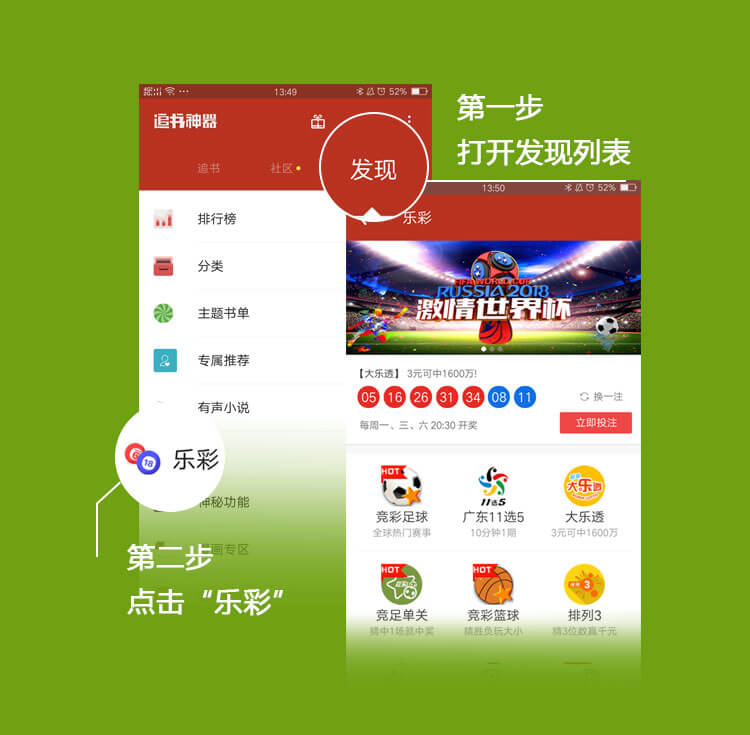 13:49
52%
追书神器
追书
社区
发现
第一步
打开发现列表
排行榜
分类
主题书单
专属推荐
有声小说
乐彩
神秘功能
画专区
第二步
点击“乐彩”
13:50
52%
乐彩
FIFA WORLD CUP
RUSSIA 2018
激情世界杯
【大乐透】 3元可中1600万!
05 16 26 31 34 08 11
换一注
每周一、三、六 20:30 开奖
立即投注
HOT
竞彩足球
全球热门赛事
11选5
广东11选5
10分钟1期
大乐透
大乐透
3元可中1600万
HOT
竞足单关
猜中1场就中奖
HOT
竞彩篮球
猜胜负玩大小
3
排列3
猜3位数赢千元